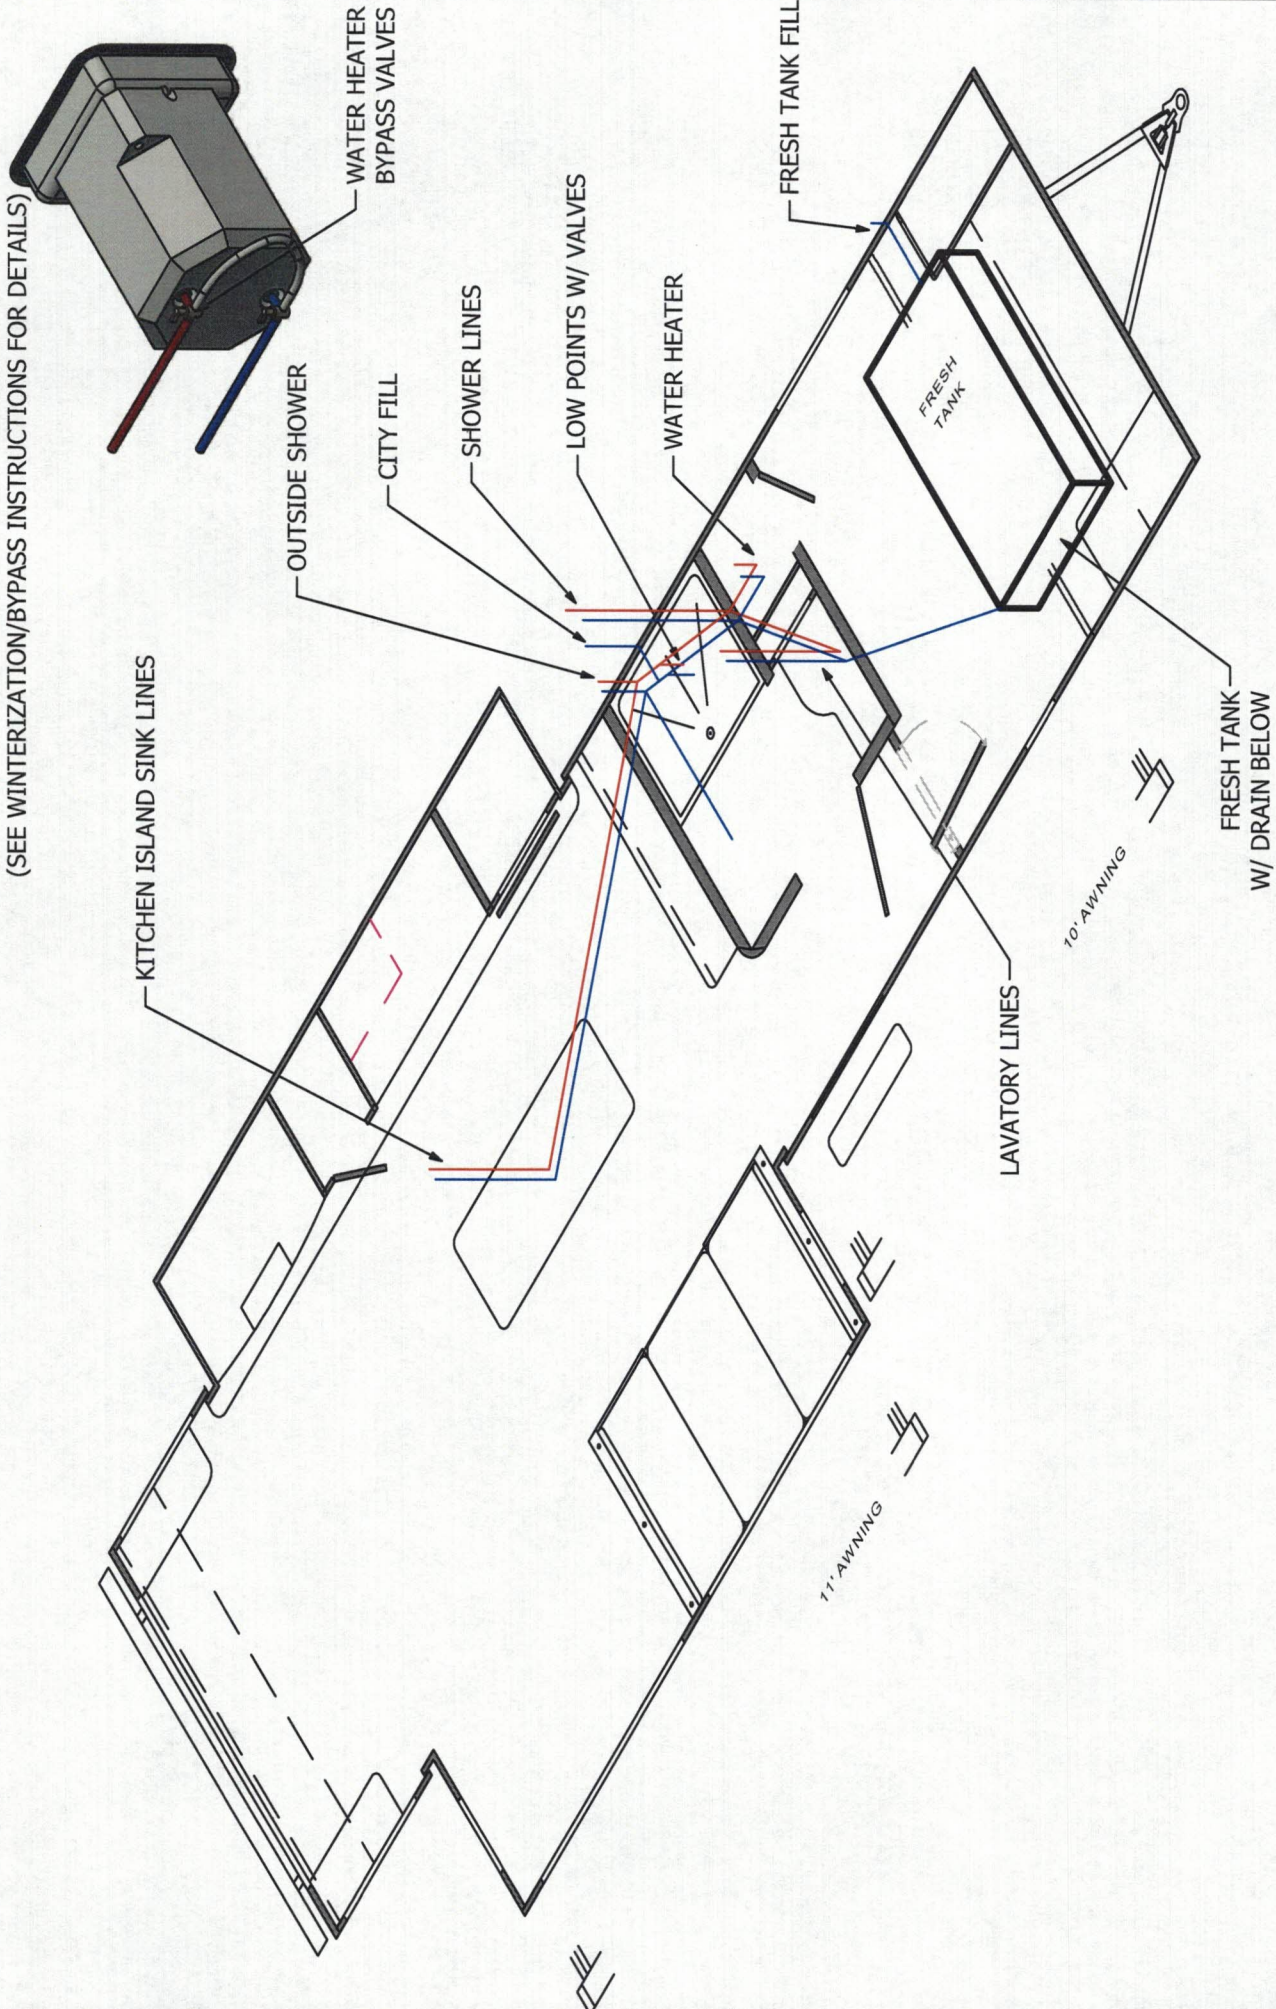 (SEE WINTERIZATION/BYPASS INSTRUCTIONS FOR DETAILS)
WATER HEATER
BYPASS VALVES
KITCHEN ISLAND SINK LINES
OUTSIDE SHOWER
CITY FILL
SHOWER LINES
LOW POINTS W/ VALVES
WATER HEATER
FRESH TANK FILL
FRESH
TANK
LAVATORY LINES
FRESH TANK
W/ DRAIN BELOW
10' AWNING
11' AWNING